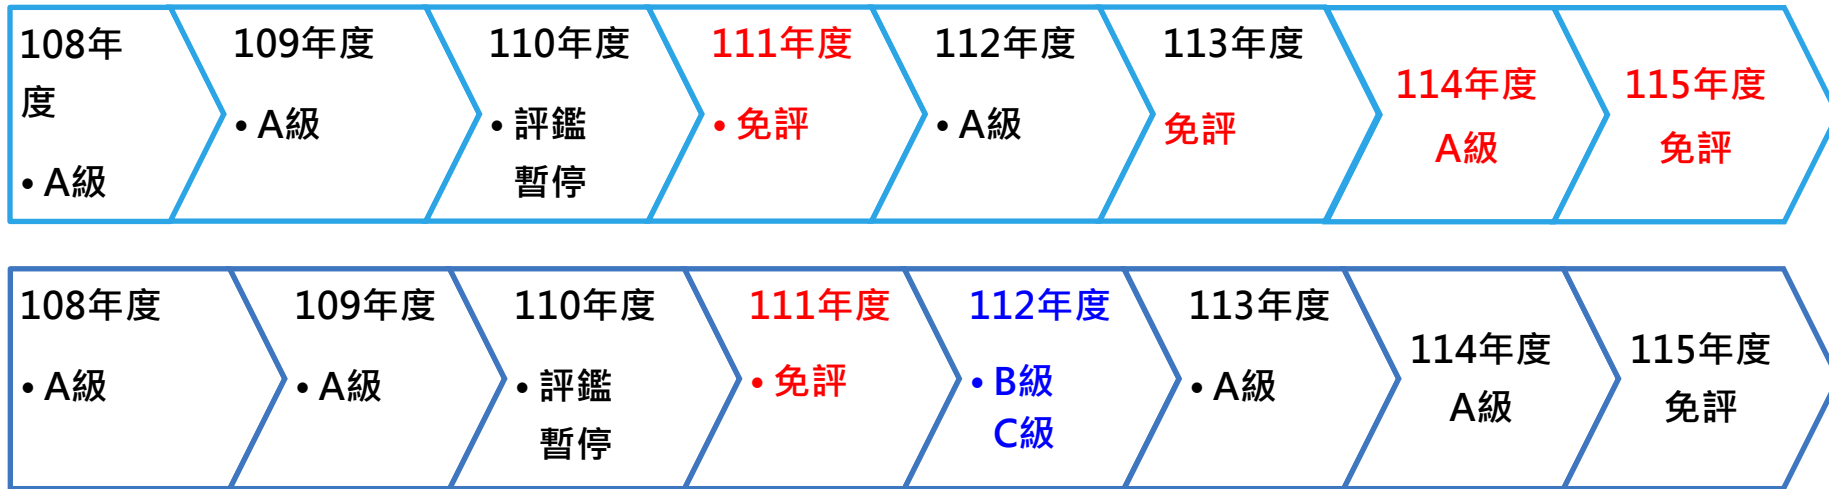 108年
度
• A級
109年度
• A級
110年度
• 評鑑
暫停
111年度
• 免評
112年度
• A級
113年度
免評
114年度
A級
115年度
免評
108年度
• A級
109年度
• A級
110年度
• 評鑑
暫停
111年度
• 免評
112年度
• B級
C級
113年度
• A級
114年度
A級
115年度
免評